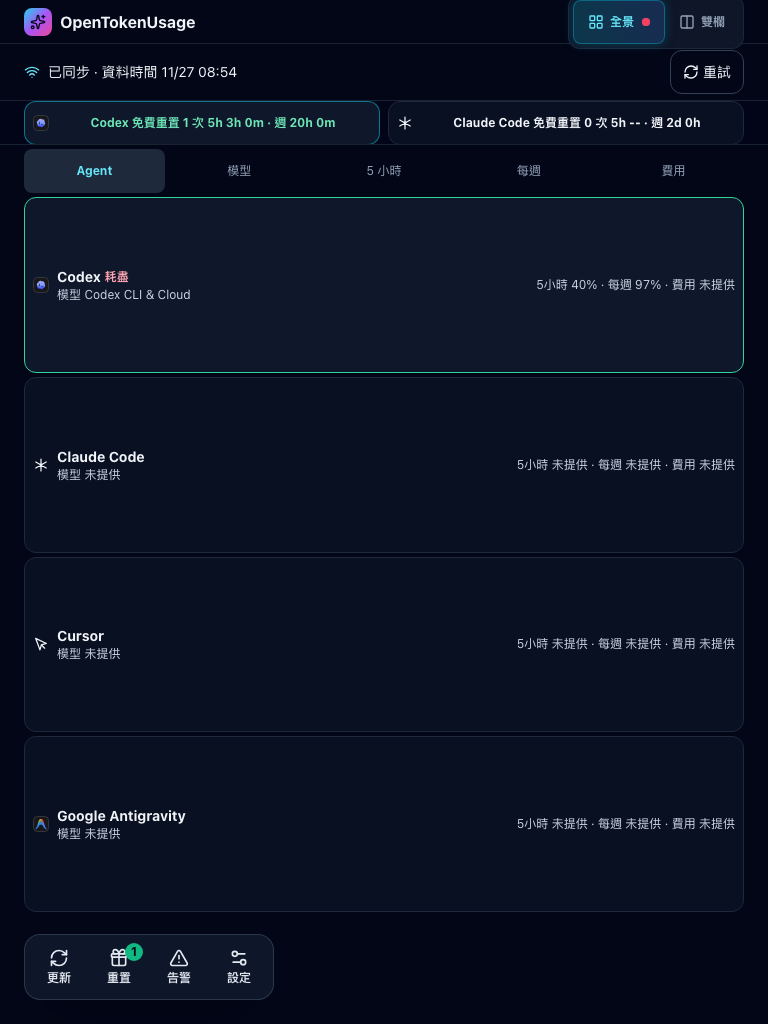 OpenTokenUsage
全景
雙欄
已同步 · 資料時間 11/27 08:54
重試
Codex 免費重置 1 次 5h 3h 0m · 週 20h 0m
Claude Code 免費重置 0 次 5h -- · 週 2d 0h
Agent
模型
5 小時
每週
費用
Codex 耗盡
模型 Codex CLI & Cloud
5小時 40% · 每週 97% · 費用 未提供
Claude Code
模型 未提供
5小時 未提供 · 每週 未提供 · 費用 未提供
Cursor
模型 未提供
5小時 未提供 · 每週 未提供 · 費用 未提供
Google Antigravity
模型 未提供
5小時 未提供 · 每週 未提供 · 費用 未提供
1
更新
重置
告警
設定